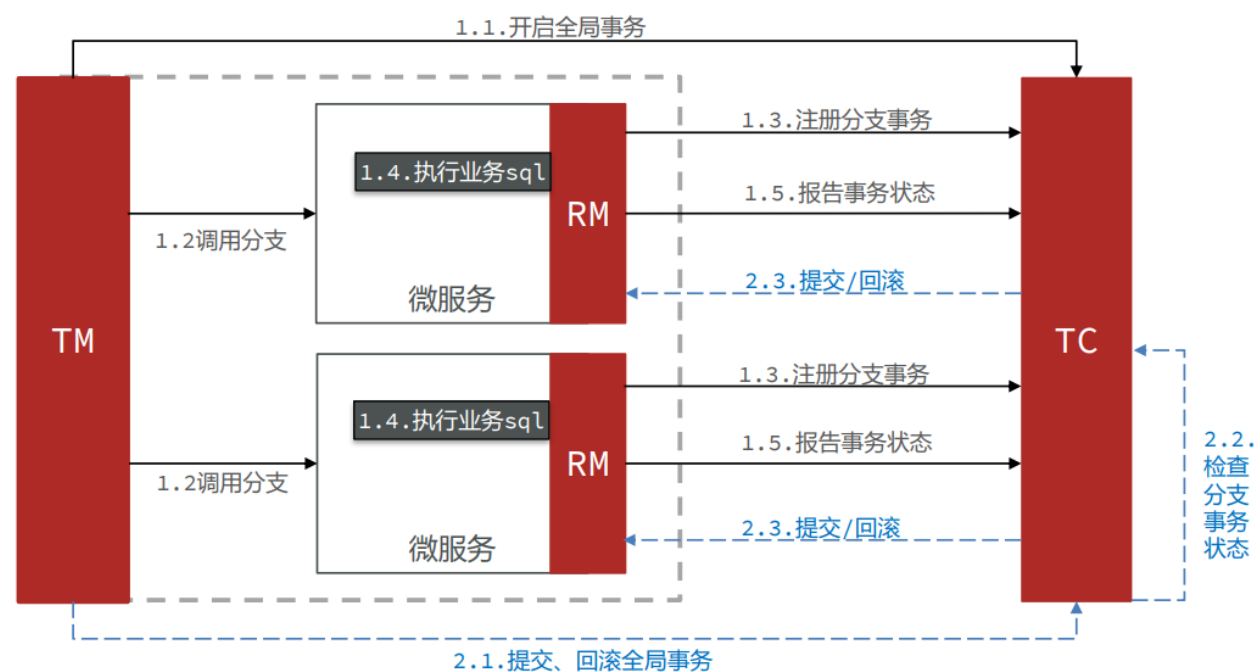 1.1.开启全局事务
1.3.注册分支事务
1.4.执行业务sql
1.5.报告事务状态
RM
1.2调用分支
2.3.提交/回滚
微服务
TM
TC
1.3.注册分支事务
1.4.执行业务sql
1.5.报告事务状态
RM
1.2调用分支
2.3.提交/回滚
微服务
2.2.
检查
分支
事务
状态
2.1.提交、回滚全局事务